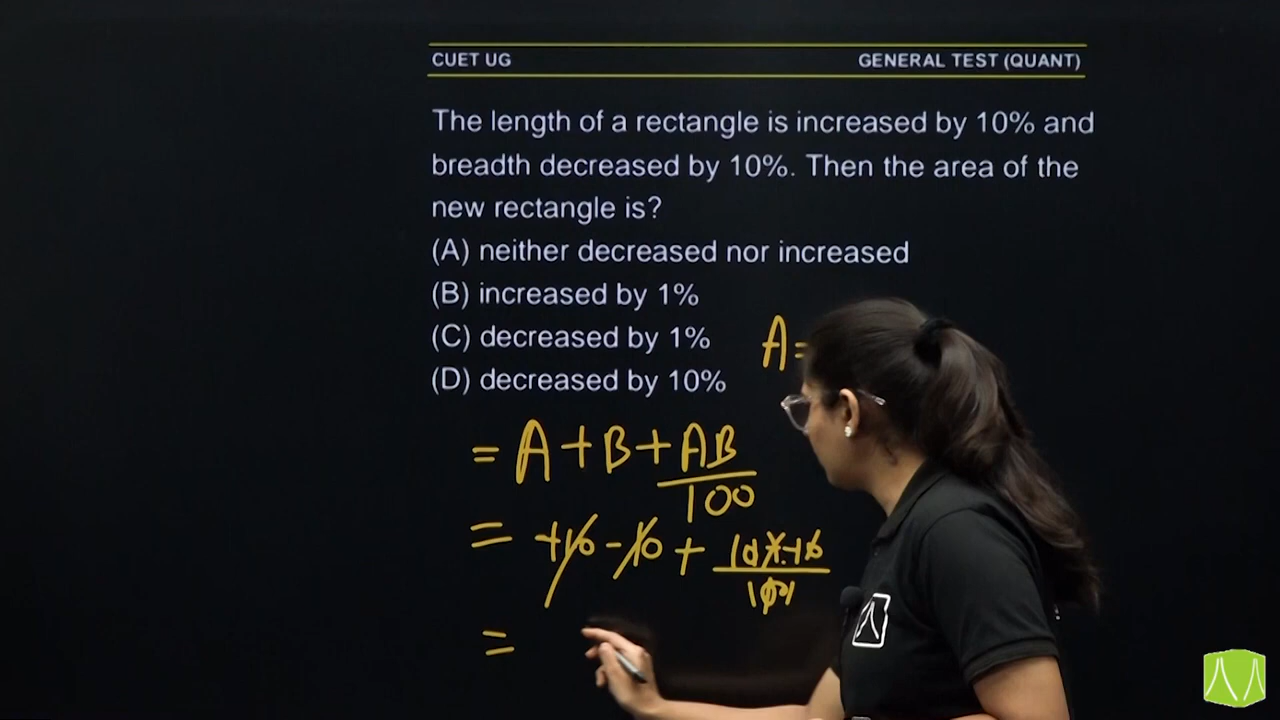 CUET UG GENERAL TEST (QUANT)
The length of a rectangle is increased by 10% and
breadth decreased by 10%. Then the area of the
new rectangle is?
(A) neither decreased nor increased
(B) increased by 1%
(C) decreased by 1%
(D) decreased by 10%
A=
= A + B + AB/100
= +10 - 10 + 10 x -10/100
=